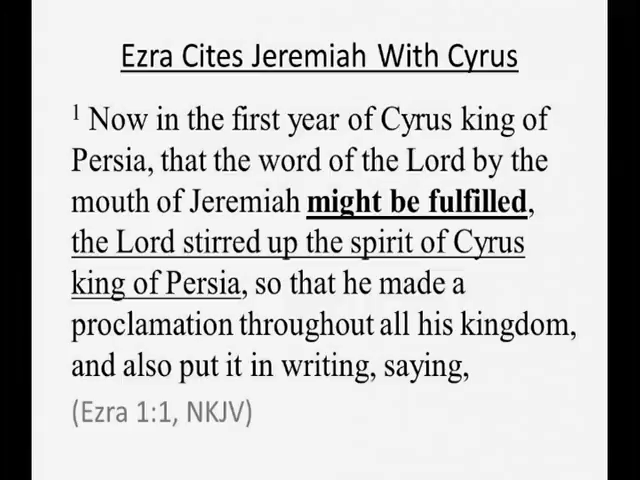 Ezra Cites Jeremiah With Cyrus
1 Now in the first year of Cyrus king of
Persia, that the word of the Lord by the
mouth of Jeremiah might be fulfilled,
the Lord stirred up the spirit of Cyrus
king of Persia, so that he made a
proclamation throughout all his kingdom,
and also put it in writing, saying,
(Ezra 1:1, NKJV)